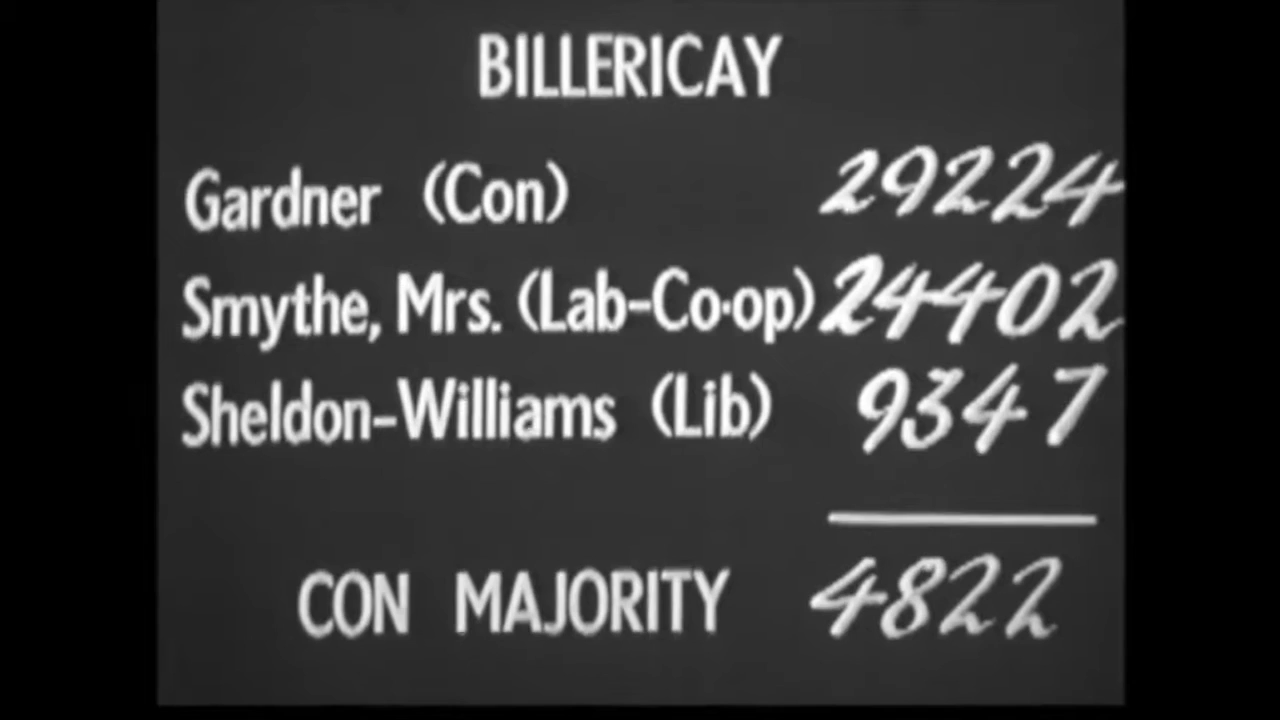 BILLERICAY
Gardner (Con) 29224
Smythe, Mrs. (Lab-Co·op) 24402
Sheldon-Williams (Lib) 9347
CON MAJORITY 4822